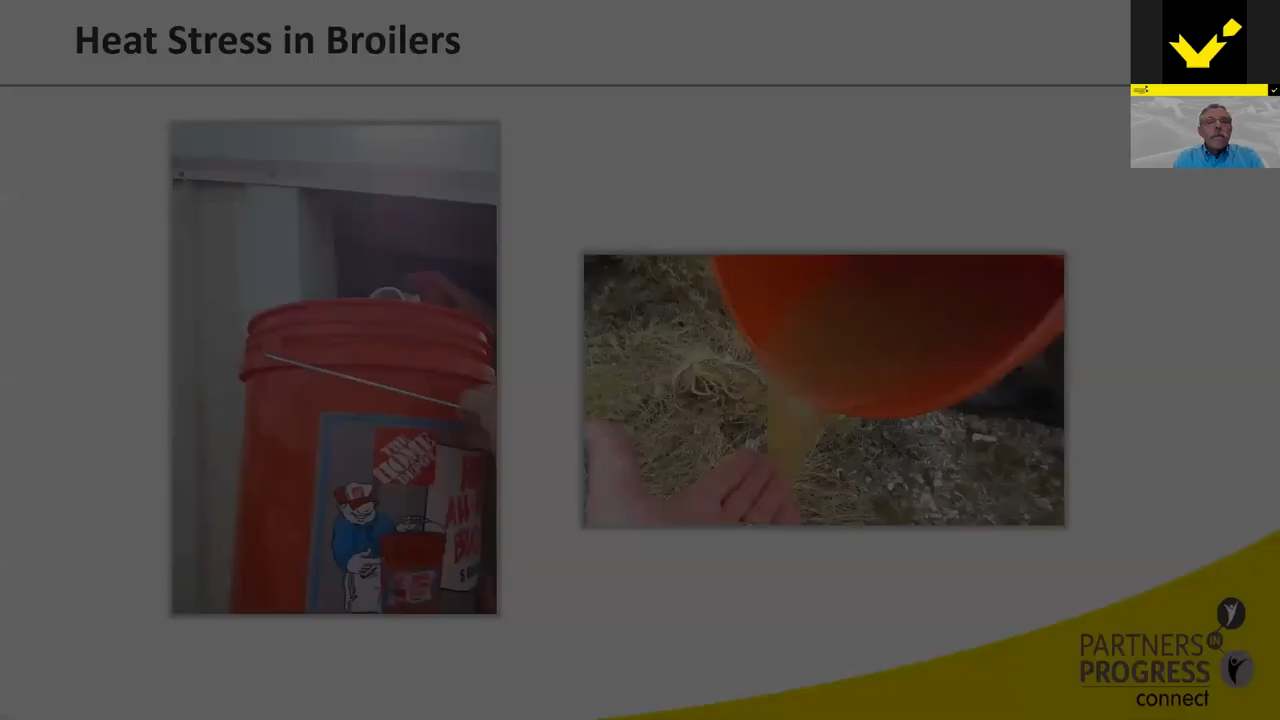 Heat Stress in Broilers
THE
HOME
DEPOT
PARTNERS
IN
PROGRESS
connect